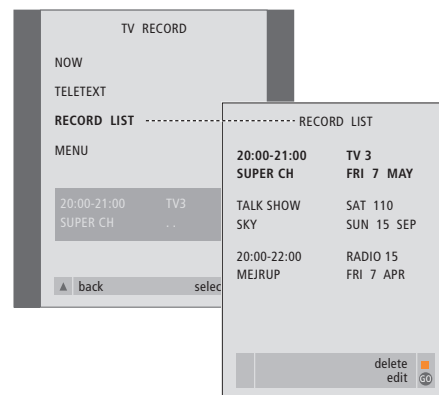 TV RECORD
NOW
TELETEXT
RECORD LIST
MENU
20:00-21:00 TV3
SUPER CH . .
back selec
RECORD LIST
20:00-21:00 TV 3
SUPER CH FRI 7 MAY
TALK SHOW SAT 110
SKY SUN 15 SEP
20:00-22:00 RADIO 15
MEJRUP FRI 7 APR
delete
edit GO